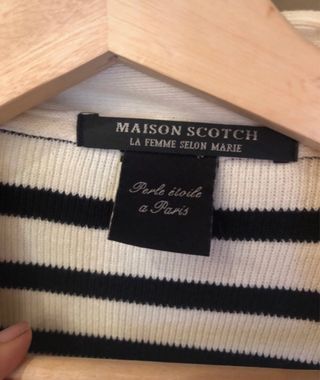 MAISON SCOTCH
LA FEMME SELON MARIE
Perle étoile
a Paris